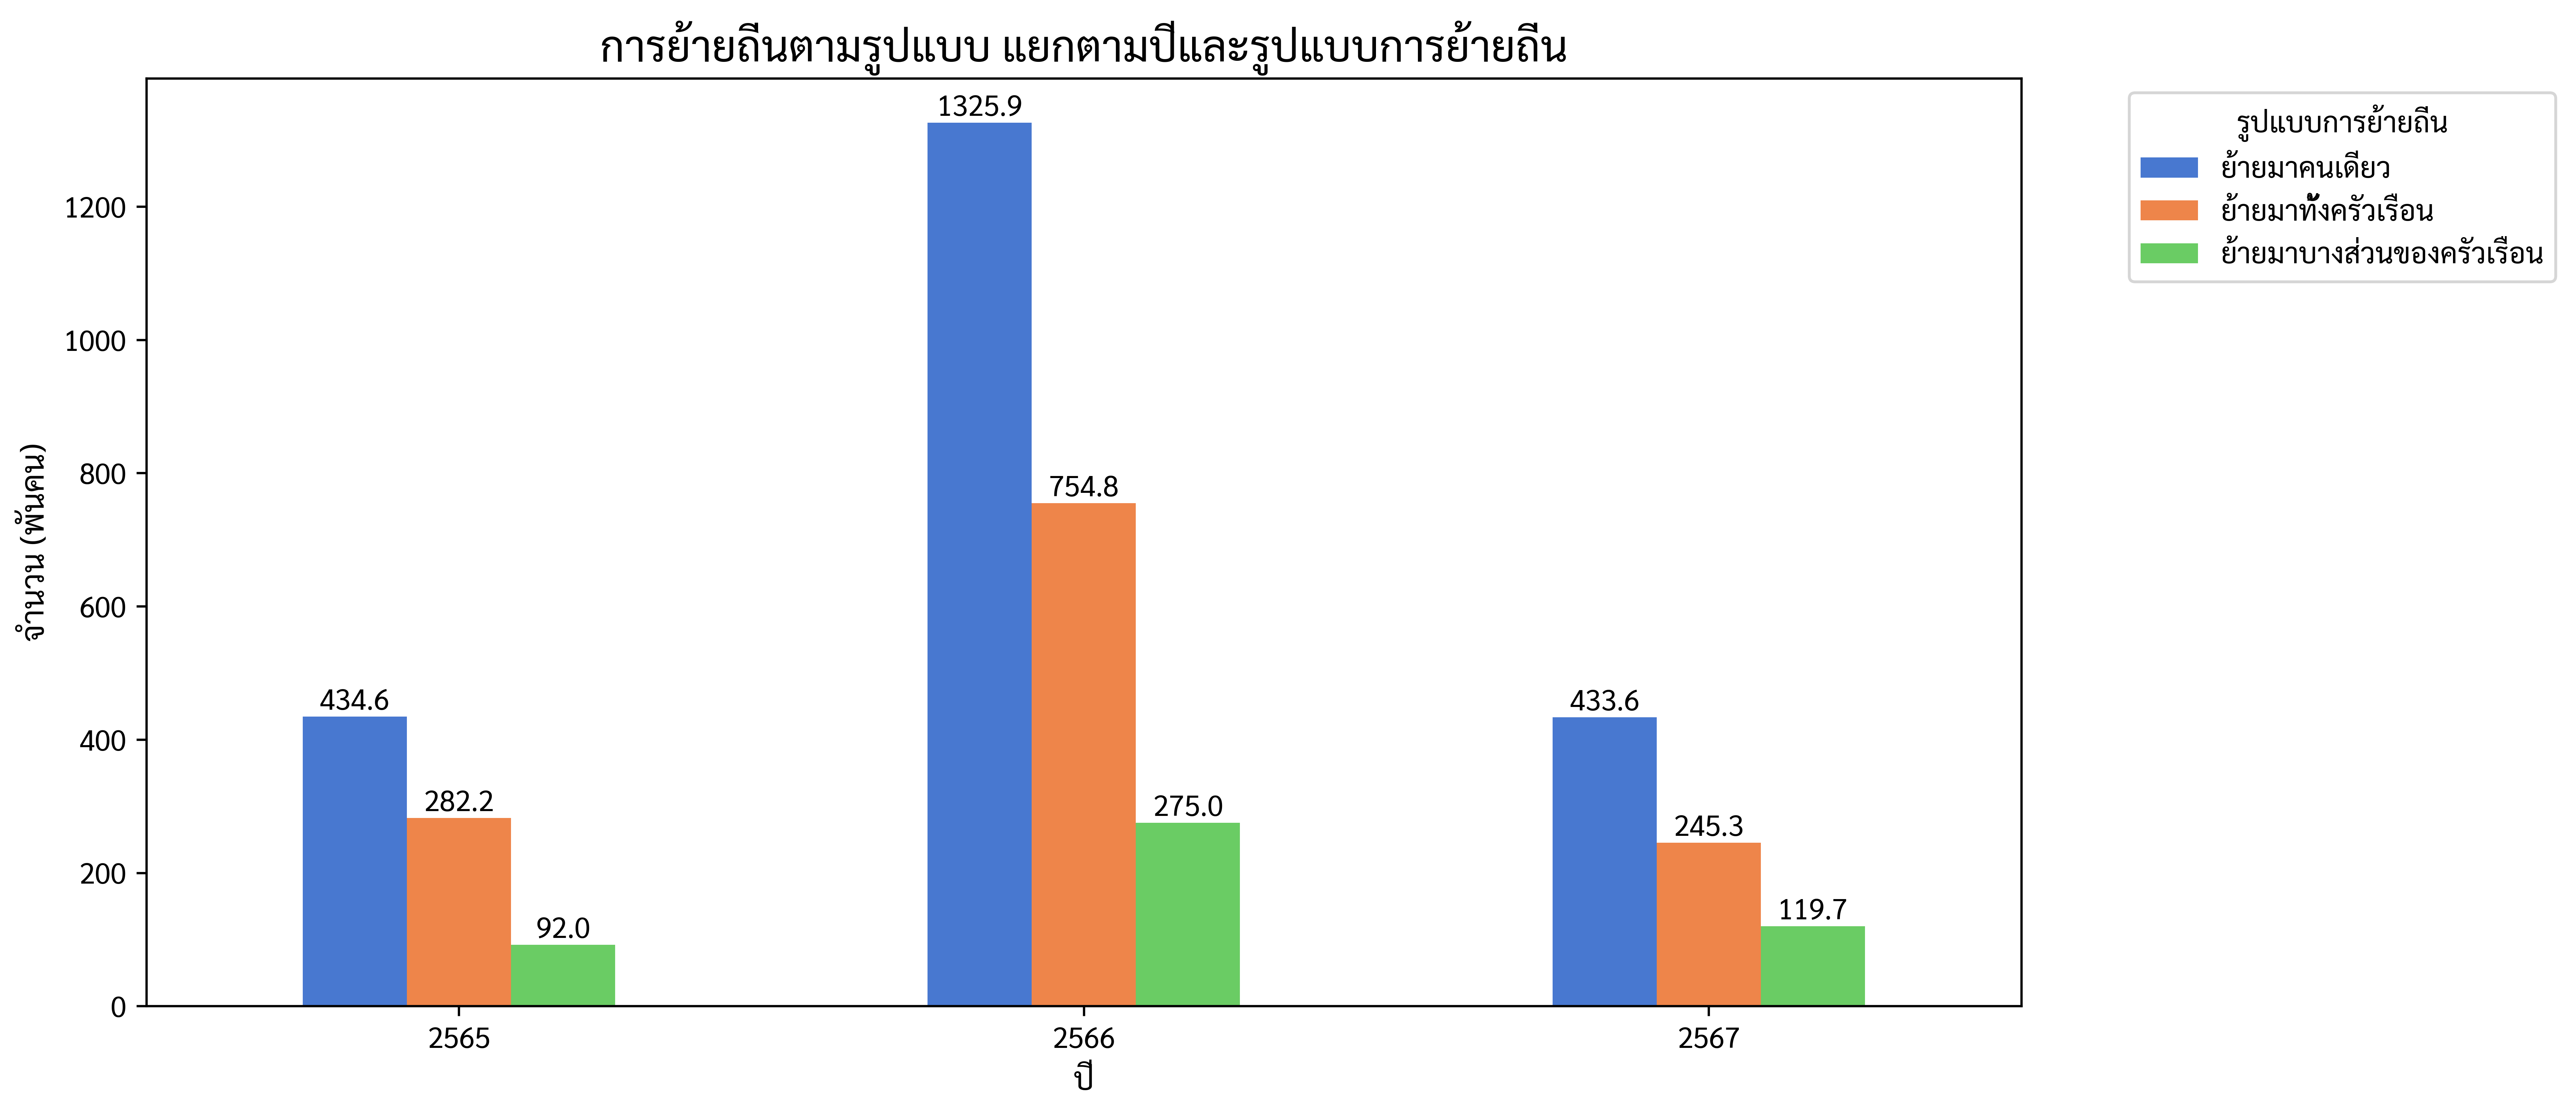 การย้ายถิ่นตามรูปแบบ แยกตามปีและรูปแบบการย้ายถิ่น
รูปแบบการย้ายถิ่น
ย้ายมาคนเดียว
ย้ายมาทั้งครัวเรือน
ย้ายมาบางส่วนของครัวเรือน
จำนวน (พันคน)
1200
1000
800
600
400
200
0
434.6
282.2
92.0
1325.9
754.8
275.0
433.6
245.3
119.7
2565
2566
2567
ปี